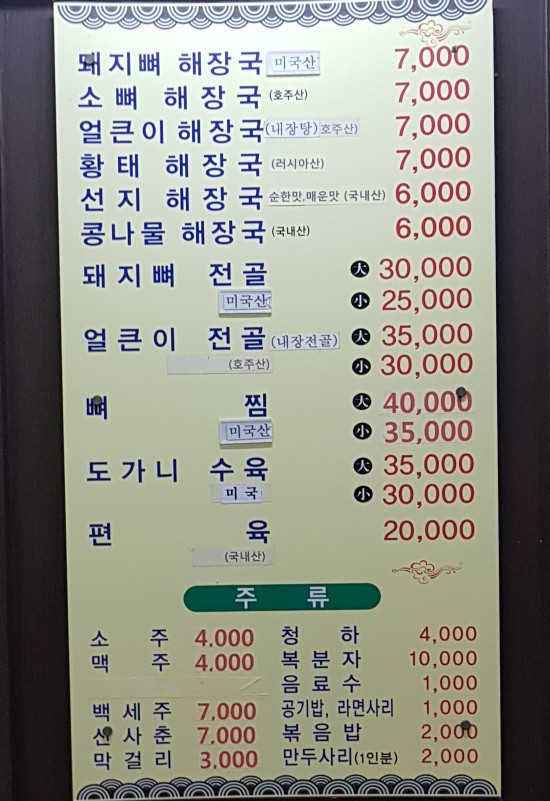 돼지뼈 해장국 미국산 7,000
소뼈 해장국 (호주산) 7,000
얼큰이 해장국 (내장탕) 호주산) 7,000
황태 해장국 (러시아산) 7,000
선지 해장국 순한맛,매운맛 (국내산) 6,000
콩나물 해장국 (국내산) 6,000
돼지뼈 전골 大 30,000
미국산 小 25,000
얼큰이 전골 (내장전골) 大 35,000
(호주산) 小 30,000
뼈찜 大 40,000
미국산 小 35,000
도가니 수육 大 35,000
미국 小 30,000
편육 20,000
(국내산)
주류
소주 4.000
맥주 4.000
백세주 7,000
산사춘 7,000
막걸리 3.000
청하 4,000
복분자 10,000
음료수 1,000
공기밥, 라면사리 1,000
볶음밥 2,000
만두사리(1인분) 2,000